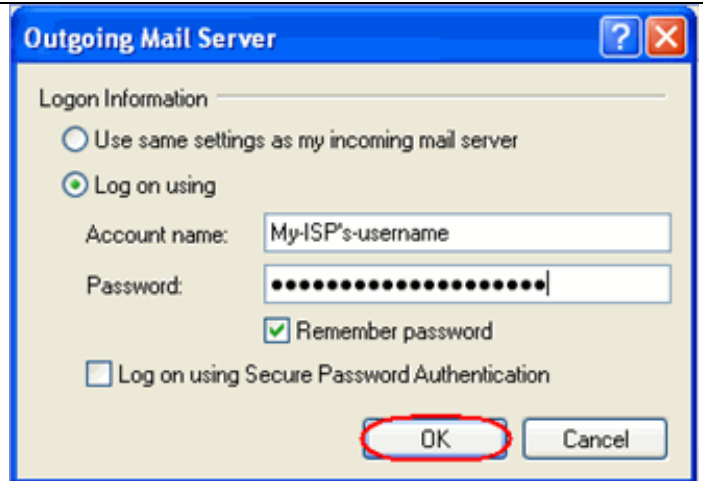 Outgoing Mail Server
Logon Information
Use same settings as my incoming mail server
Log on using
Account name: My-ISP's-username
Password: ●●●●●●●●●●●●●●●●●●●●
Remember password
Log on using Secure Password Authentication
OK Cancel